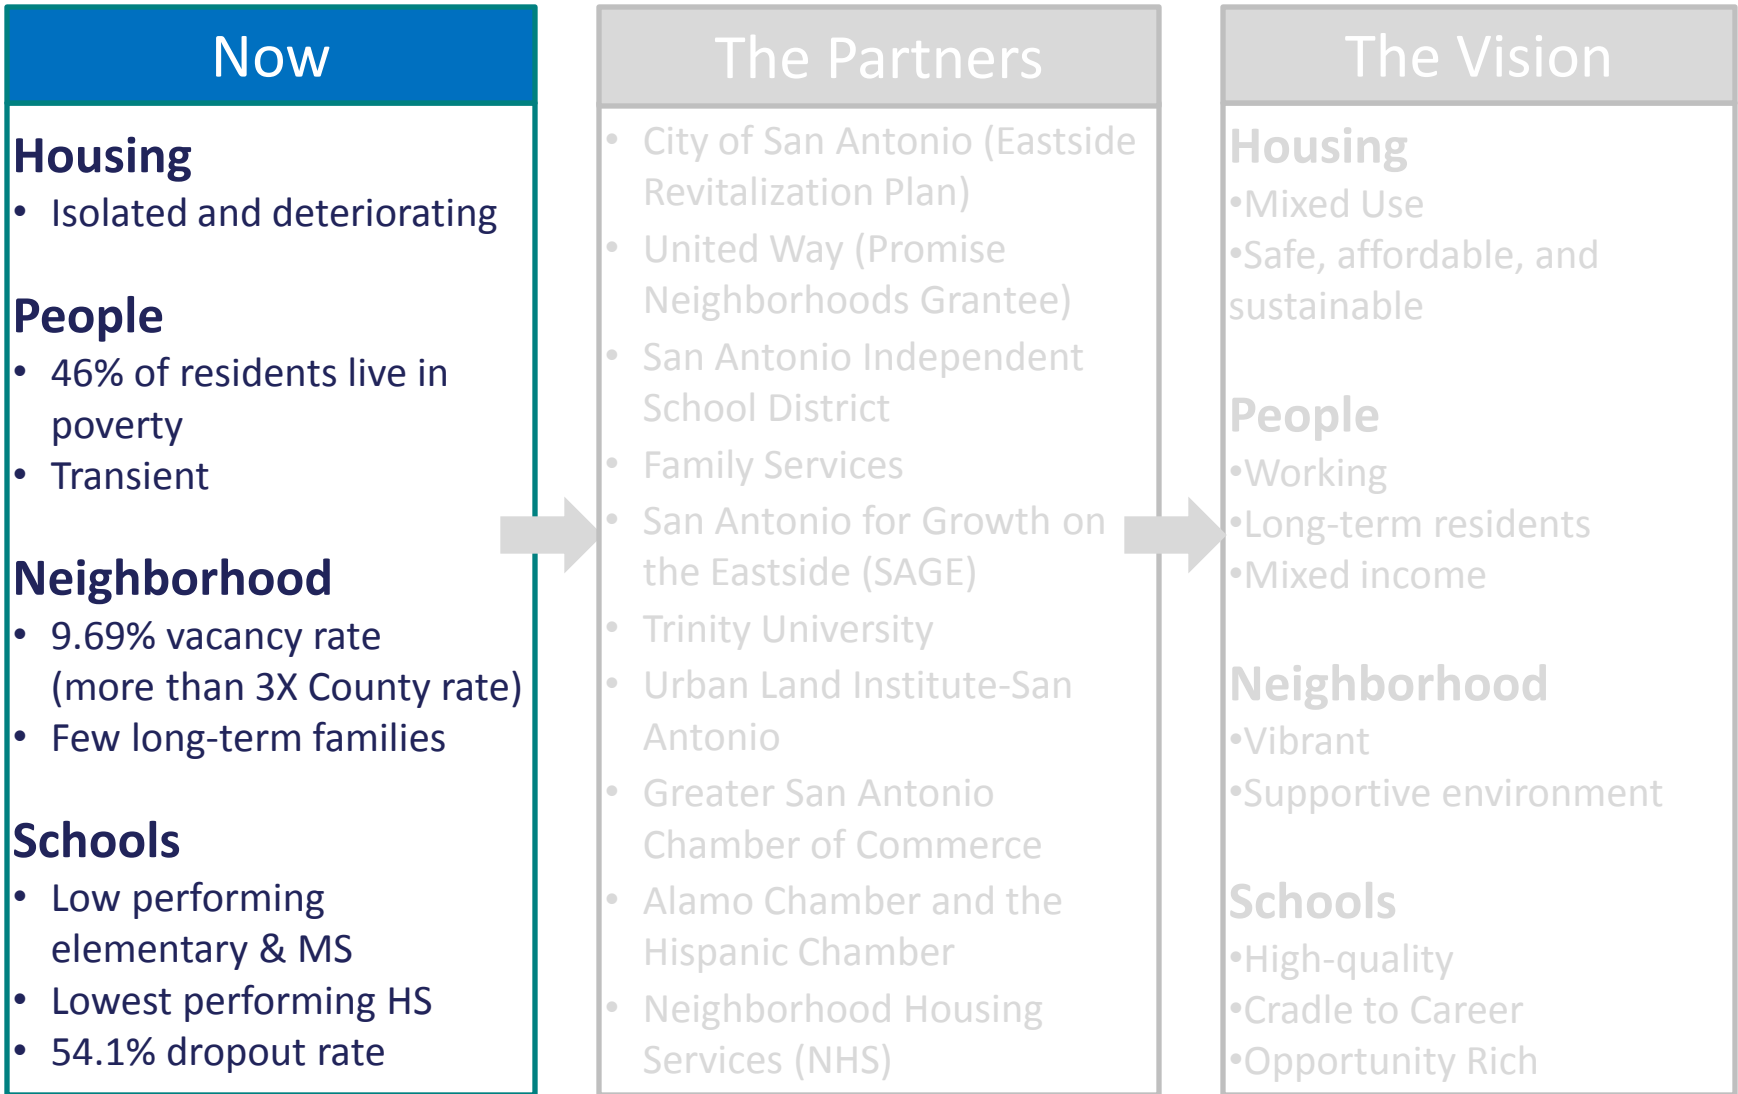 Now
Housing
• Isolated and deteriorating
People
• 46% of residents live in
poverty
• Transient
Neighborhood
• 9.69% vacancy rate
(more than 3X County rate)
• Few long-term families
Schools
• Low performing
elementary & MS
• Lowest performing HS
• 54.1% dropout rate
The Partners
• City of San Antonio (Eastside
Revitalization Plan)
• United Way (Promise
Neighborhoods Grantee)
• San Antonio Independent
School District
• Family Services
• San Antonio for Growth on
the Eastside (SAGE)
• Trinity University
• Urban Land Institute-San
Antonio
• Greater San Antonio
Chamber of Commerce
• Alamo Chamber and the
Hispanic Chamber
• Neighborhood Housing
Services (NHS)
The Vision
Housing
•Mixed Use
•Safe, affordable, and
sustainable
People
•Working
•Long-term residents
•Mixed income
Neighborhood
•Vibrant
•Supportive environment
Schools
•High-quality
•Cradle to Career
•Opportunity Rich